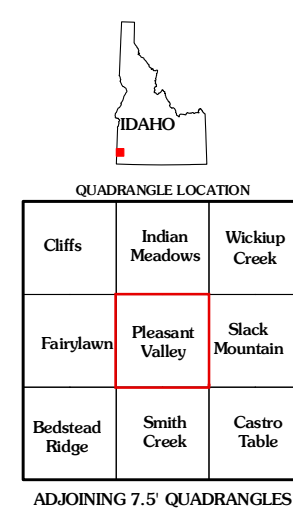 IDAHO
QUADRANGLE LOCATION
Cliffs
Indian
Meadows
Wickiup
Creek
Fairylawn
Pleasant
Valley
Slack
Mountain
Bedstead
Ridge
Smith
Creek
Castro
Table
ADJOINING 7.5' QUADRANGLES